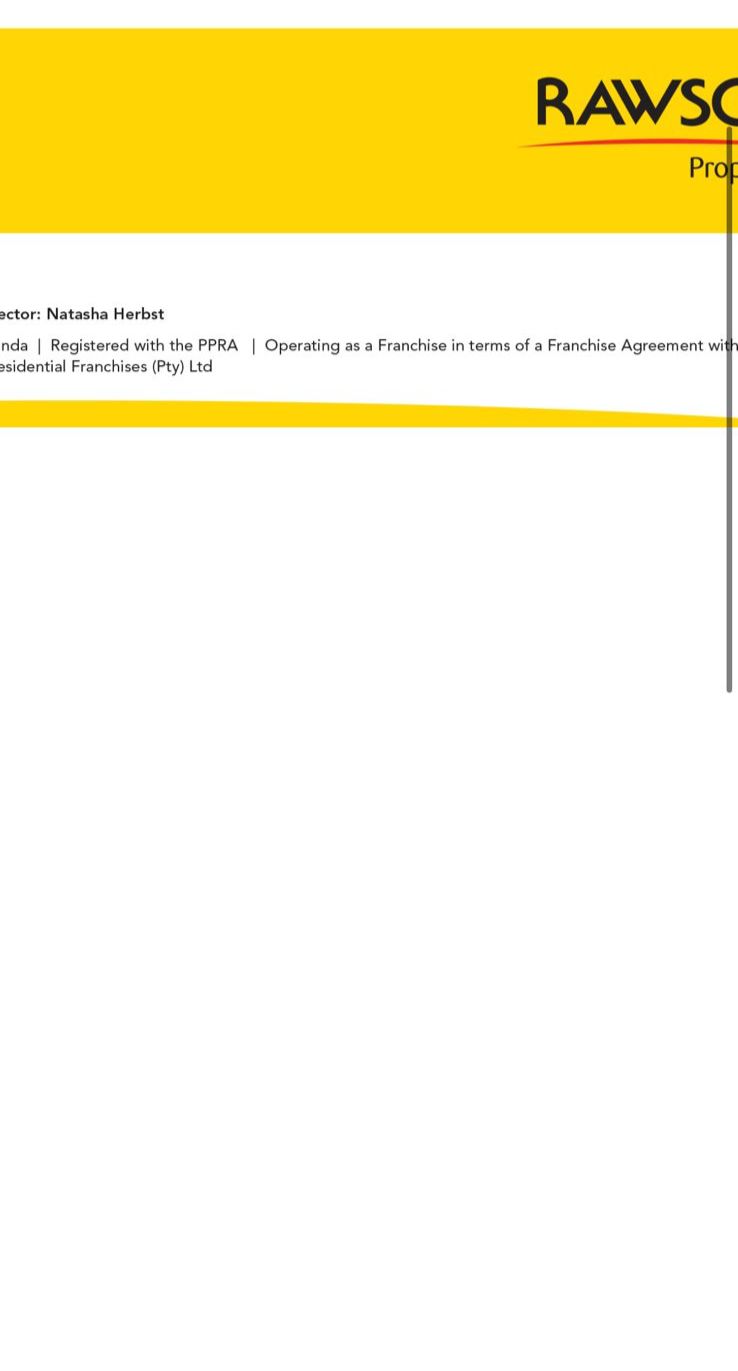 RAWSO
Prop
ector: Natasha Herbst
nda | Registered with the PPRA | Operating as a Franchise in terms of a Franchise Agreement with
esidential Franchises (Pty) Ltd